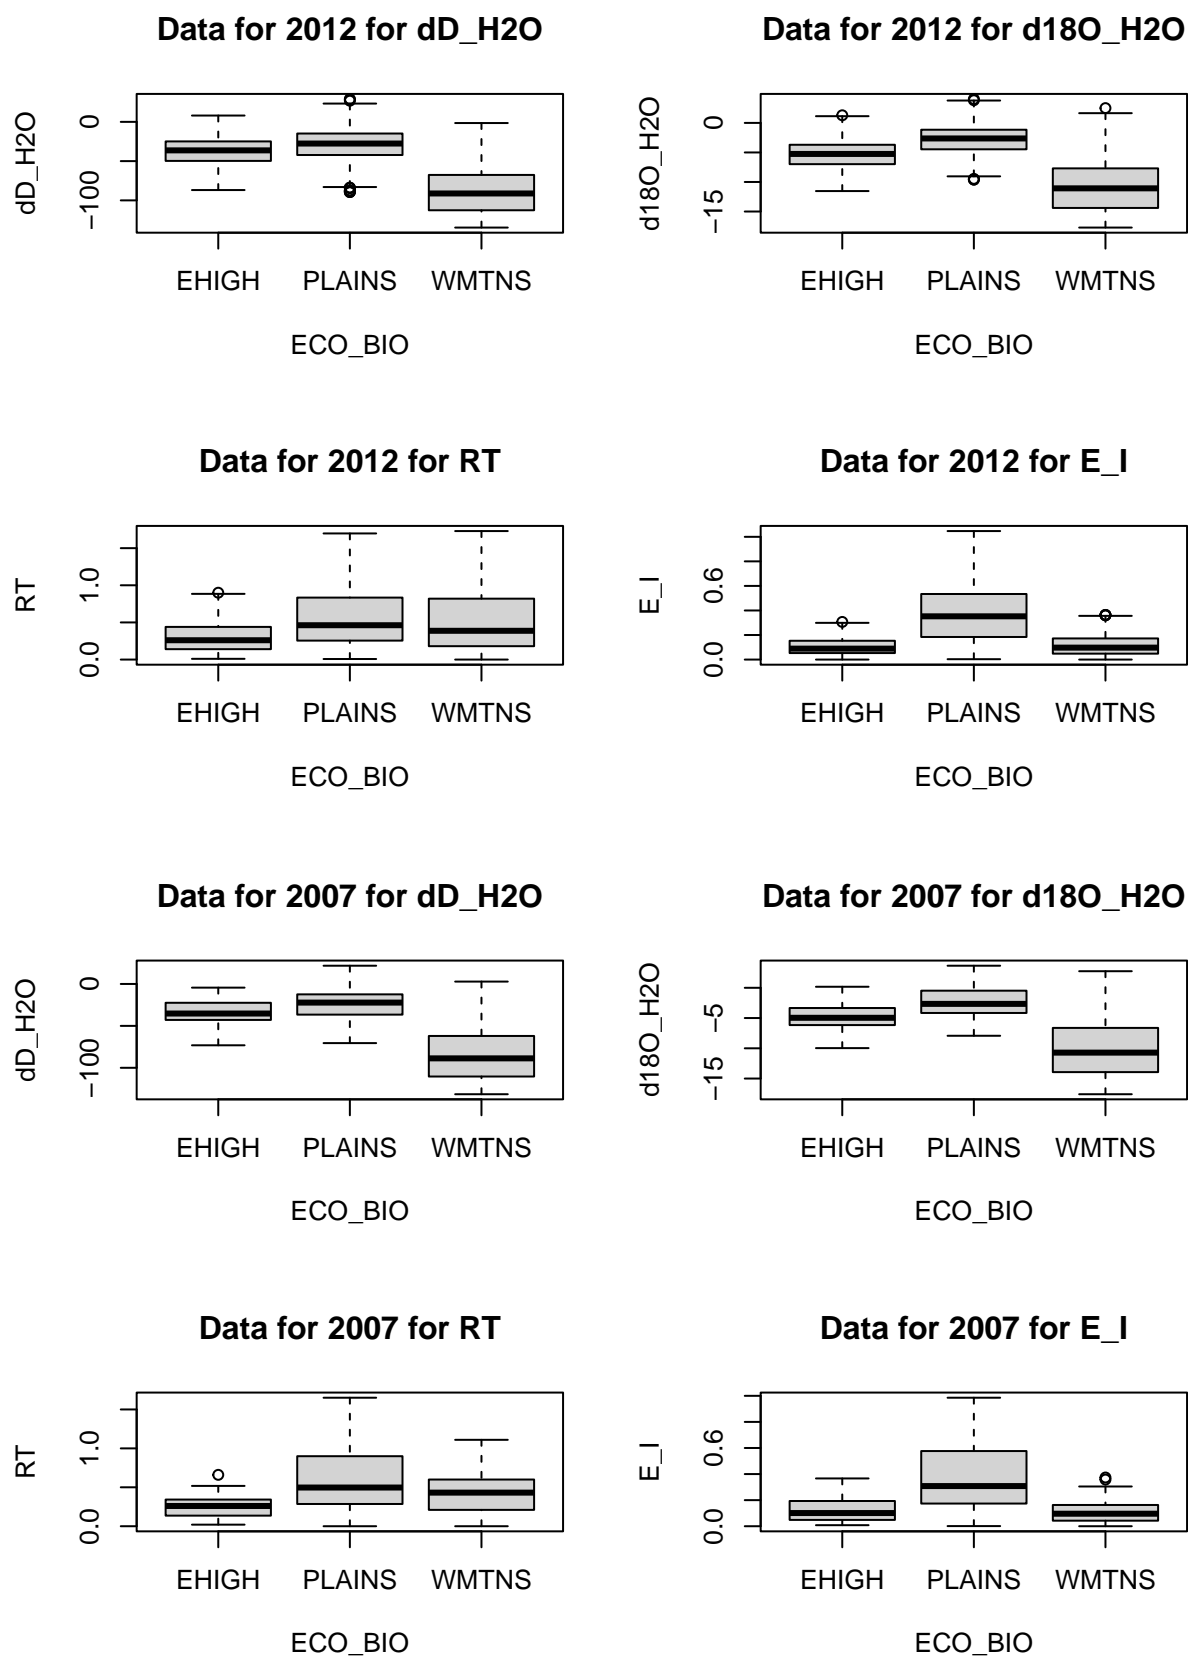 Data for 2012 for dD_H2O
dD_H2O
0
−100
EHIGH PLAINS WMTNS
ECO_BIO
Data for 2012 for d18O_H2O
d18O_H2O
0
−15
EHIGH PLAINS WMTNS
ECO_BIO
Data for 2012 for RT
RT
1.0
0.0
EHIGH PLAINS WMTNS
ECO_BIO
Data for 2012 for E_I
E_I
0.6
0.0
EHIGH PLAINS WMTNS
ECO_BIO
Data for 2007 for dD_H2O
dD_H2O
0
−100
EHIGH PLAINS WMTNS
ECO_BIO
Data for 2007 for d18O_H2O
d18O_H2O
−5
−15
EHIGH PLAINS WMTNS
ECO_BIO
Data for 2007 for RT
RT
1.0
0.0
EHIGH PLAINS WMTNS
ECO_BIO
Data for 2007 for E_I
E_I
0.6
0.0
EHIGH PLAINS WMTNS
ECO_BIO